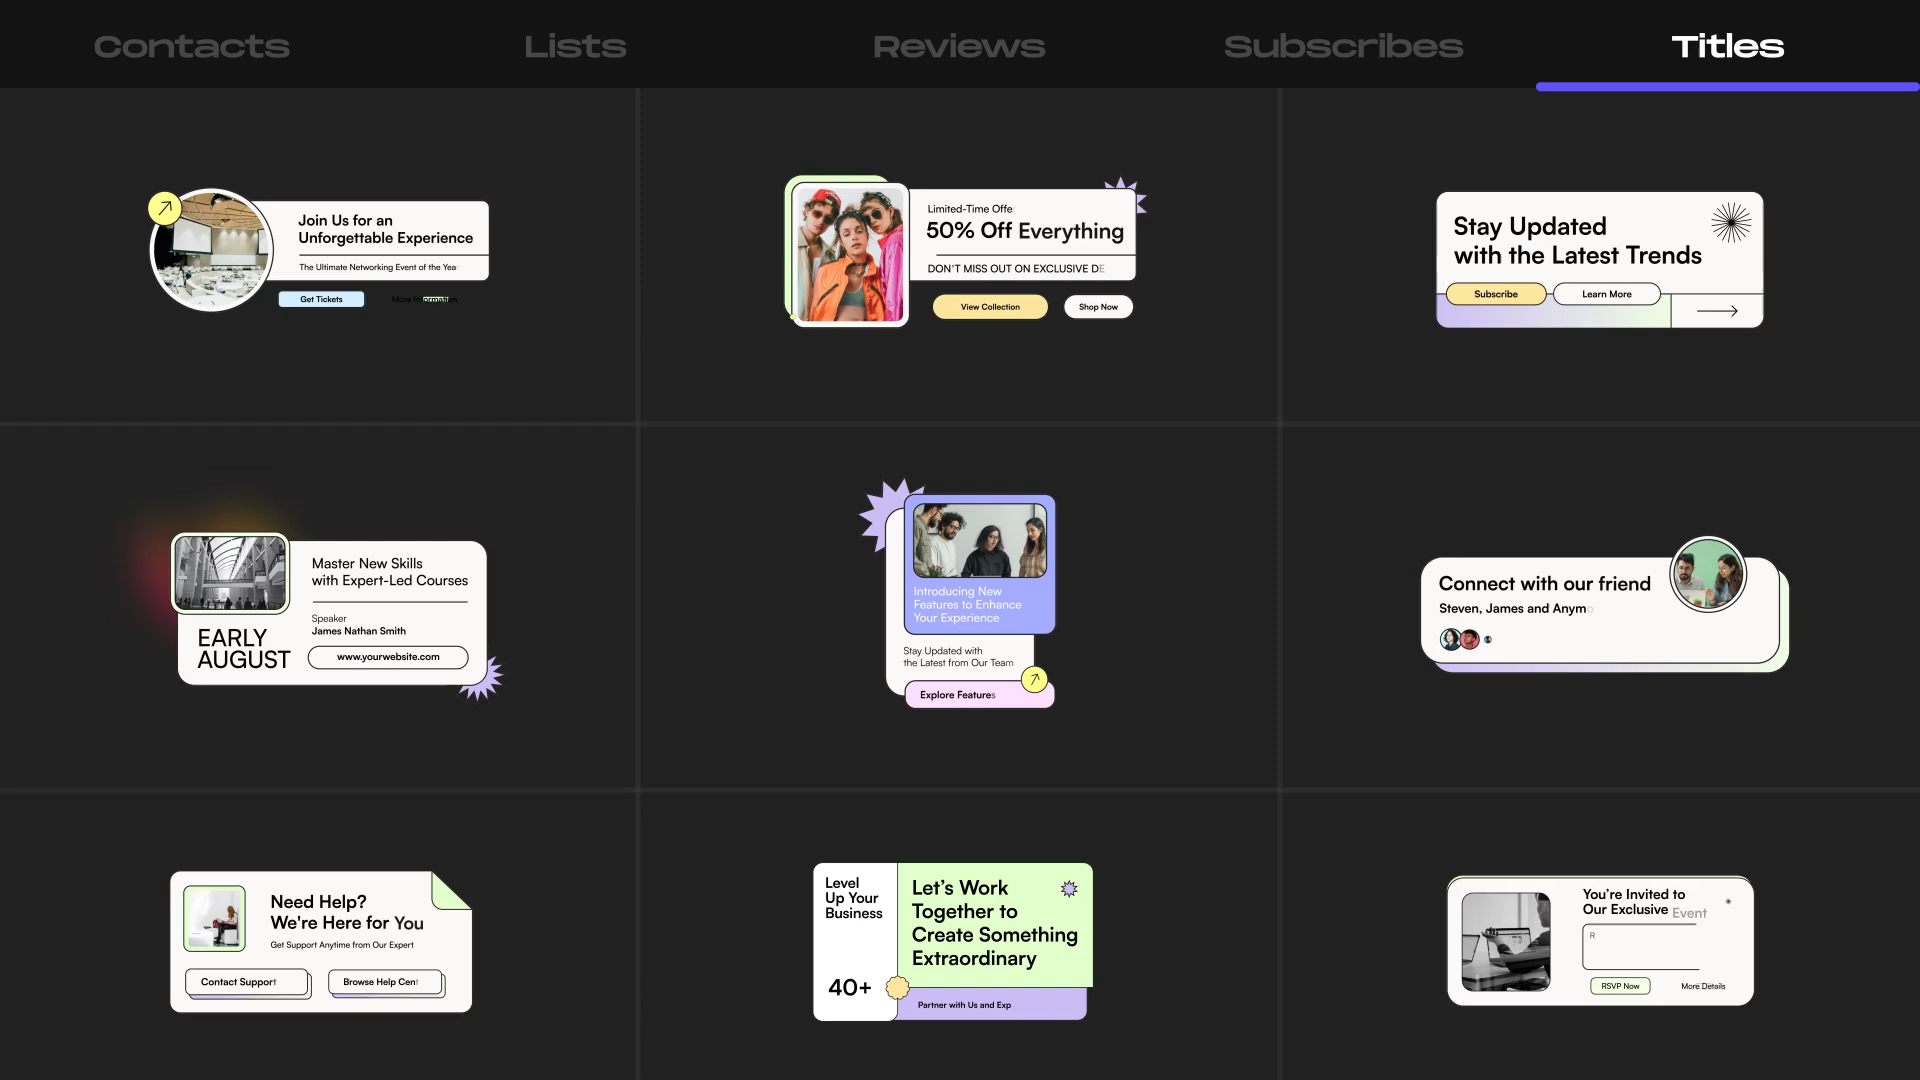 Contacts
Lists
Reviews
Subscribes
Titles
Join Us for an
Unforgettable Experience
The Ultimate Networking Event of the Yea
Get Tickets
More Information
Limited-Time Offe
50% Off Everything
DON'T MISS OUT ON EXCLUSIVE DE
View Collection
Shop Now
Stay Updated
with the Latest Trends
Subscribe
Learn More
Master New Skills
with Expert-Led Courses
Speaker
James Nathan Smith
EARLY
AUGUST
www.yourwebsite.com
Introducing New
Features to Enhance
Your Experience
Stay Updated with
the Latest from Our Team
Explore Features
Connect with our friend
Steven, James and Anymo
Need Help?
We're Here for You
Get Support Anytime from Our Expert
Contact Support
Browse Help Cent
Level
Up Your
Business
40+
Let's Work
Together to
Create Something
Extraordinary
Partner with Us and Exp
You're Invited to
Our Exclusive Event
R
RSVP Now
More Details